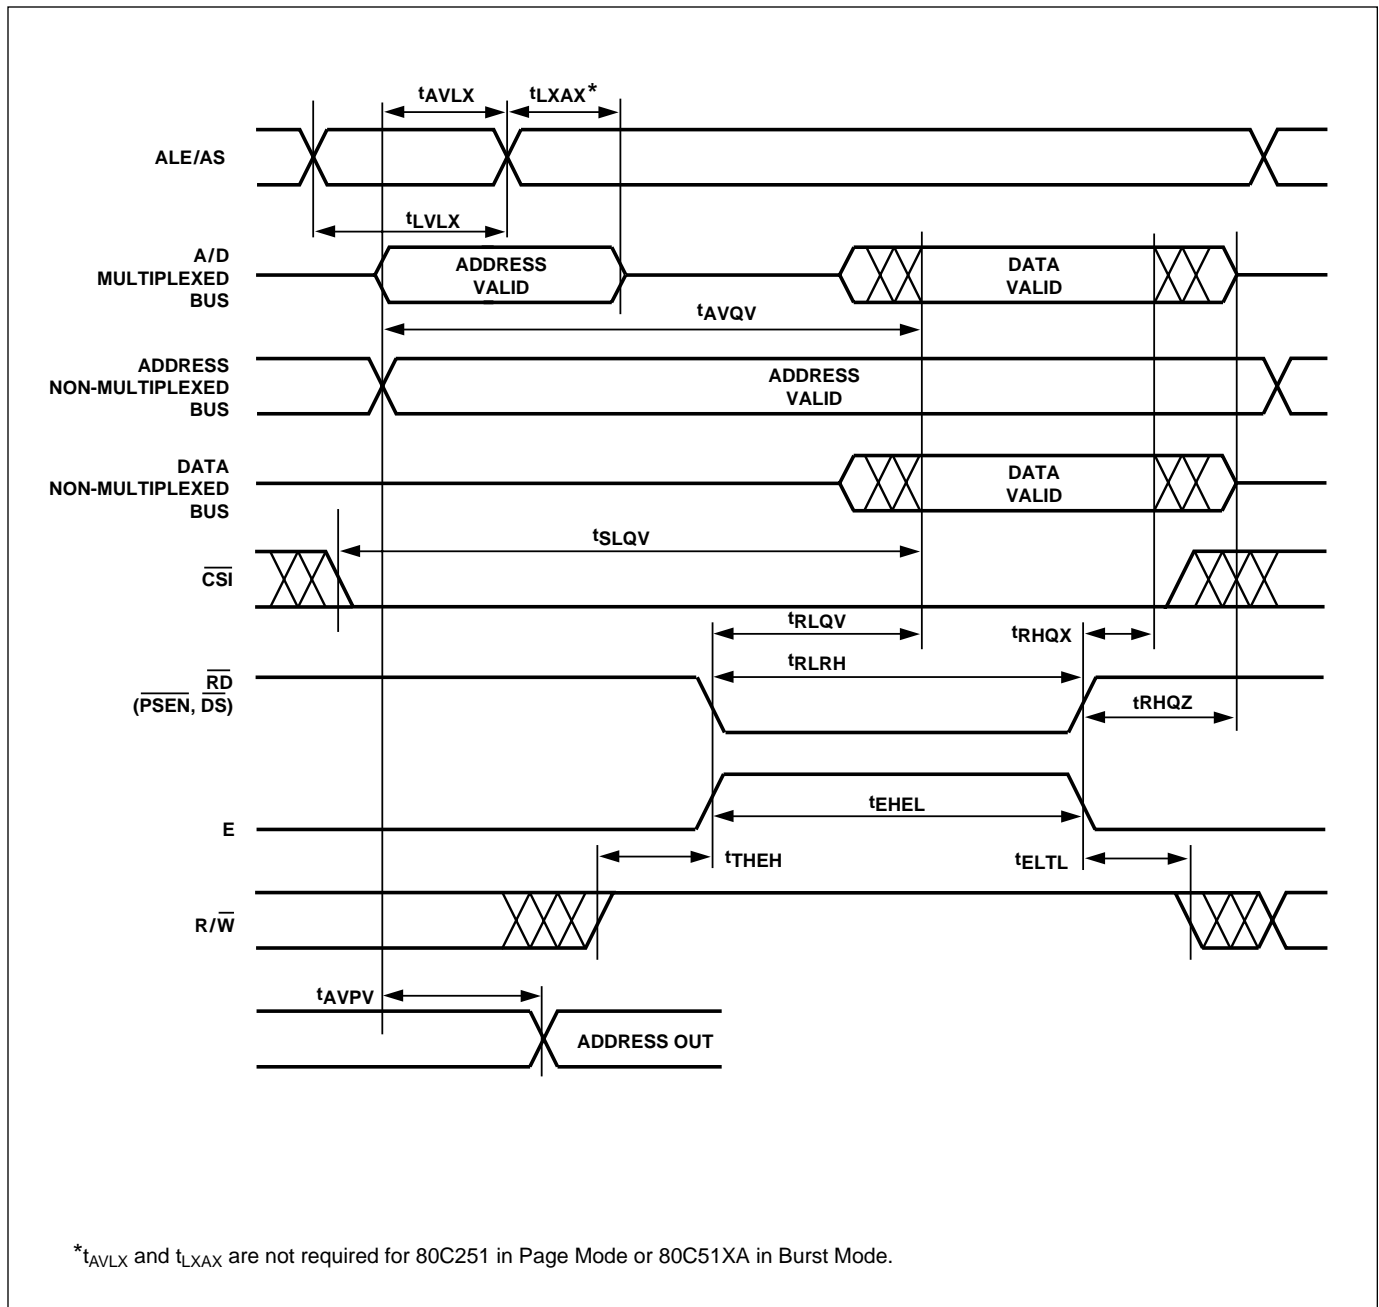 tAVLX tLXAX*
ALE/AS
tLVLX
A/D
MULTIPLEXED
BUS
ADDRESS
VALID
DATA
VALID
tAVQV
ADDRESS
NON-MULTIPLEXED
BUS
ADDRESS
VALID
DATA
NON-MULTIPLEXED
BUS
DATA
VALID
tSLQV
CSI
tRLQV tRHQX
tRLRH
RD
(PSEN, DS)
tRHQZ
tEHEL
E
tTHEH tELTL
R/W
tAVPV
ADDRESS OUT
*tAVLX and tLXAX are not required for 80C251 in Page Mode or 80C51XA in Burst Mode.